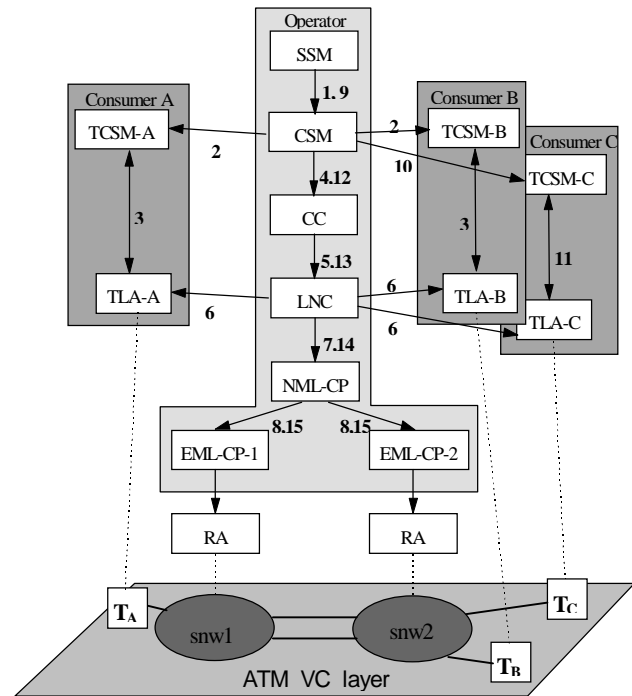 Operator
SSM
1, 9
Consumer A
TCSM-A
2
CSM
2
Consumer B
TCSM-B
Consumer C
10
TCSM-C
4.12
3
CC
3
11
5.13
TLA-A
6
LNC
6
TLA-B
6
TLA-C
7.14
NML-CP
8.15
8.15
EML-CP-1
EML-CP-2
RA
RA
TA
snw1
snw2
TC
TB
ATM VC layer